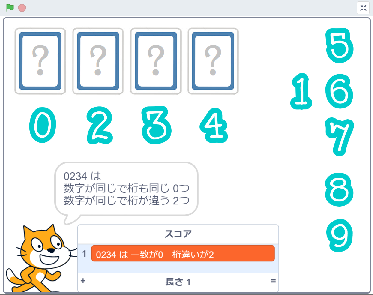 ? ? ? ?
0 2 3 4
5
1 6
7
8
9
0234 は
数字が同じで桁も同じ 0つ
数字が同じで桁が違う 2つ
スコア
1 0234 は 一致が0 桁違いが2
+ 長さ 1 =